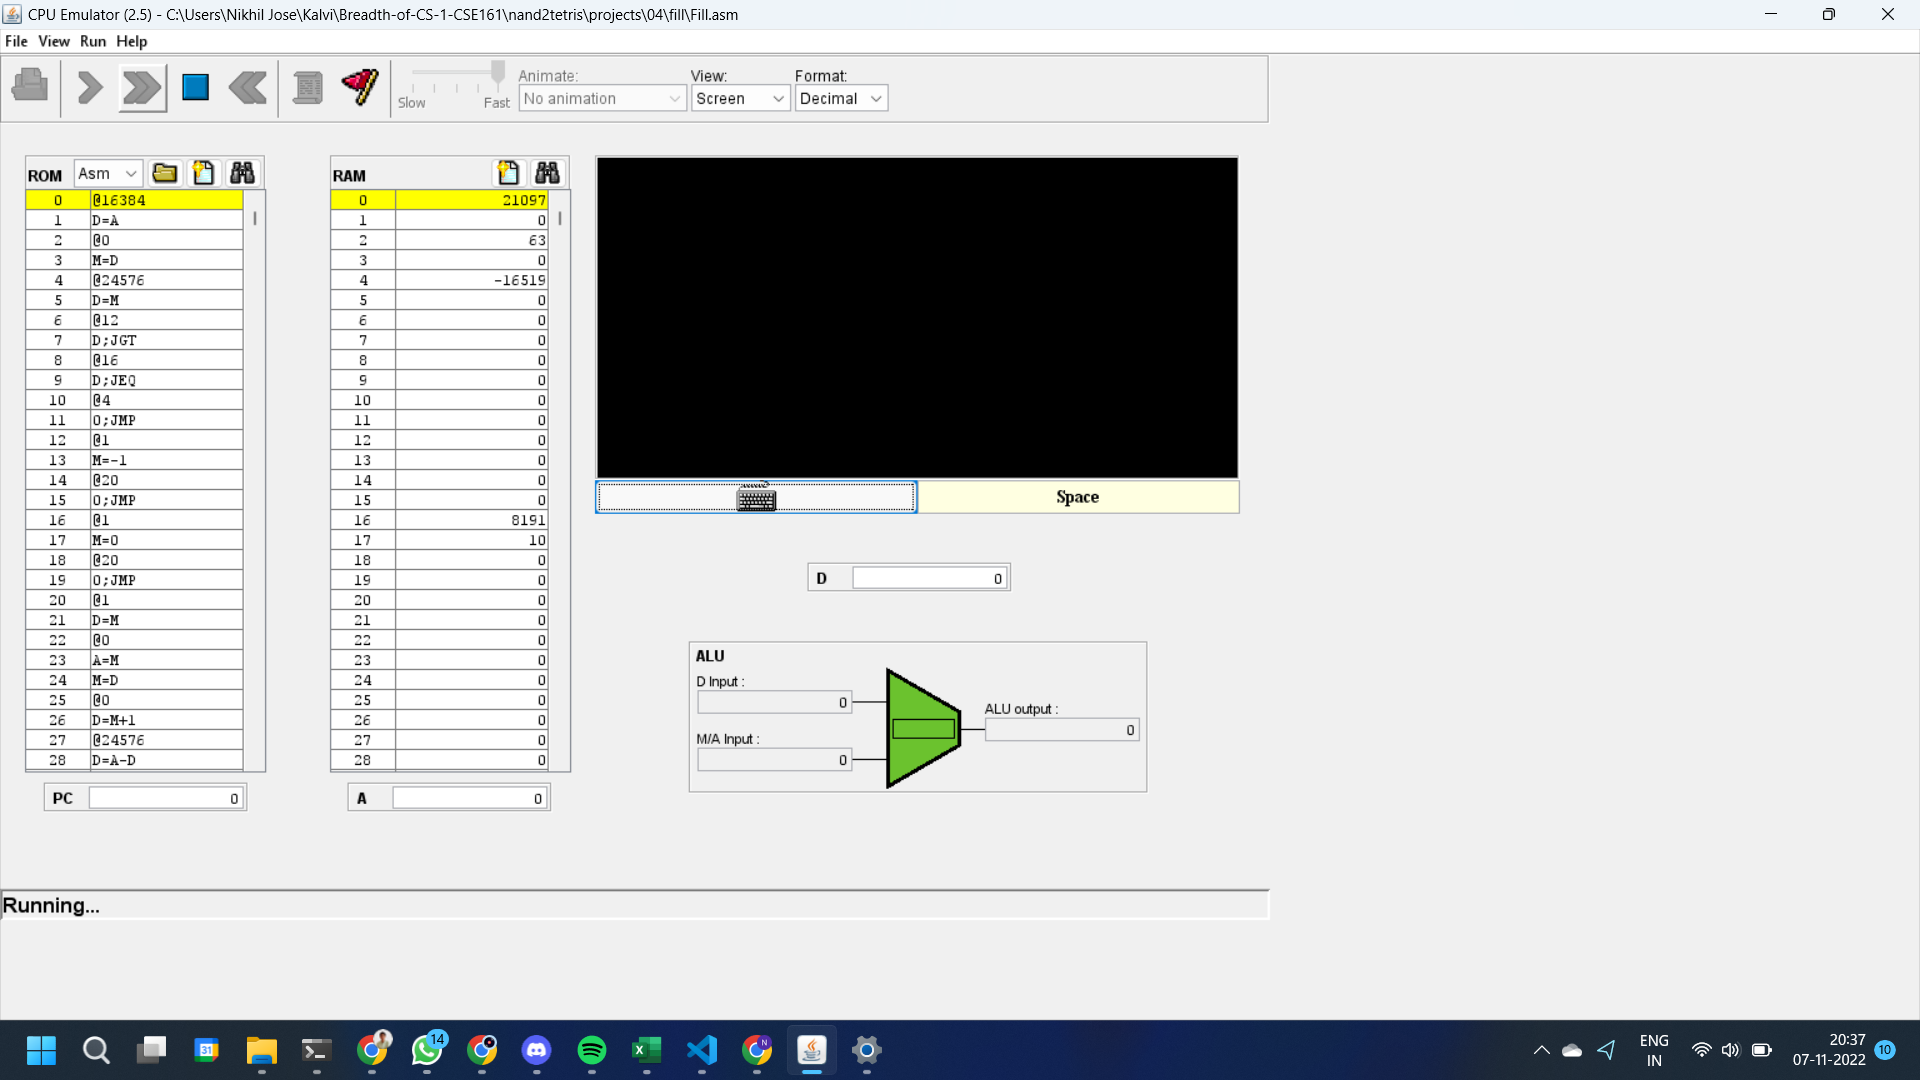 CPU Emulator (2.5) - C:\Users\Nikhil Jose\Kalvi\Breadth-of-CS-1-CSE161\nand2tetris\projects\04\fill\Fill.asm
File View Run Help
Slow Fast
Animate:
No animation
View:
Screen
Format:
Decimal
ROM Asm
0 @16384
1 D=A
2 @0
3 M=D
4 @24576
5 D=M
6 @12
7 D;JGT
8 @16
9 D;JEQ
10 @4
11 0;JMP
12 @1
13 M=-1
14 @20
15 0;JMP
16 @1
17 M=0
18 @20
19 0;JMP
20 @1
21 D=M
22 @0
23 A=M
24 M=D
25 @0
26 D=M+1
27 @24576
28 D=A-D
PC 0
RAM
0 21097
1 0
2 63
3 0
4 -16519
5 0
6 0
7 0
8 0
9 0
10 0
11 0
12 0
13 0
14 0
15 0
16 8191
17 10
18 0
19 0
20 0
21 0
22 0
23 0
24 0
25 0
26 0
27 0
28 0
A 0
Space
D 0
ALU
D Input :
0
M/A Input :
0
ALU output :
0
Running...
31
14
N
ENG
IN
20:37
07-11-2022
10